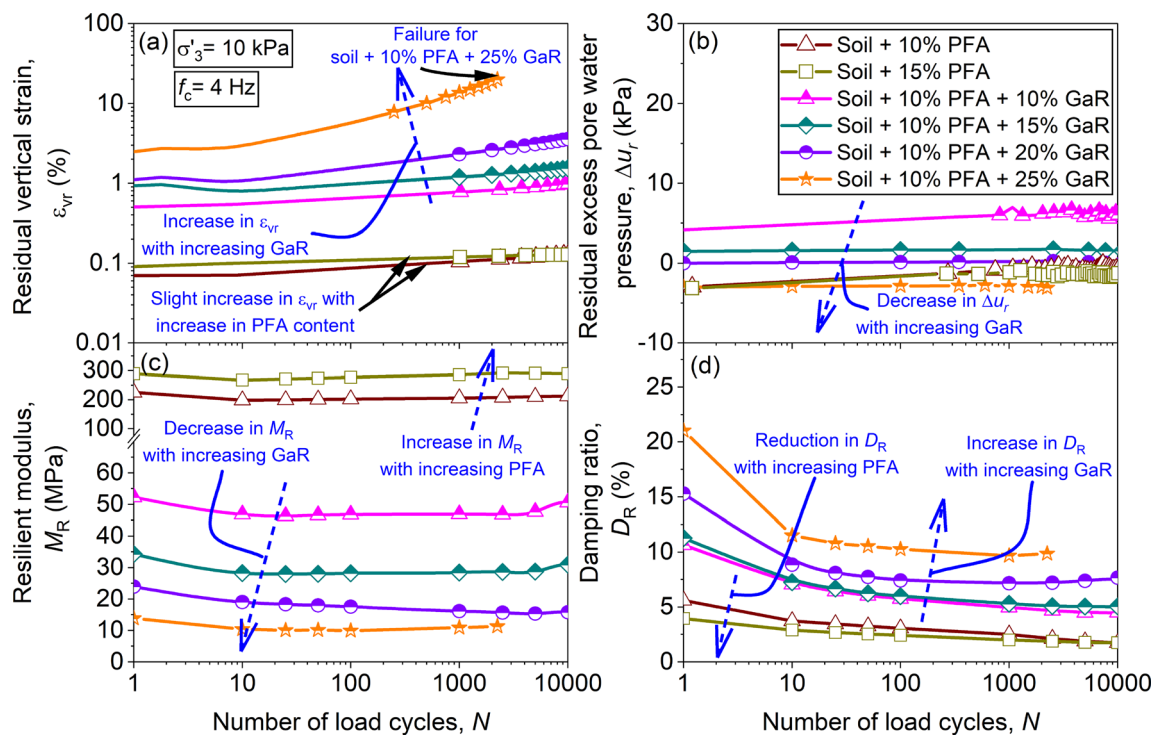 (a)
σ'3= 10 kPa
fc= 4 Hz
Failure for
soil + 10% PFA + 25% GaR
Increase in εvr
with increasing GaR
Slight increase in εvr with
increase in PFA content
100
10
1
0.1
0.01
Residual vertical strain,
εvr (%)
(b)
Soil + 10% PFA
Soil + 15% PFA
Soil + 10% PFA + 10% GaR
Soil + 10% PFA + 15% GaR
Soil + 10% PFA + 20% GaR
Soil + 10% PFA + 25% GaR
Decrease in Δur
with increasing GaR
30
20
10
0
-10
Residual excess pore water
pressure, Δur (kPa)
(c)
Decrease in MR
with increasing GaR
Increase in MR
with increasing PFA
300
200
100
60
50
40
30
20
10
0
Resilient modulus,
MR (MPa)
1
10
100
1000
10000
Number of load cycles, N
(d)
Reduction in DR
with increasing PFA
Increase in DR
with increasing GaR
25
20
15
10
5
0
Damping ratio,
DR (%)
1
10
100
1000
10000
Number of load cycles, N